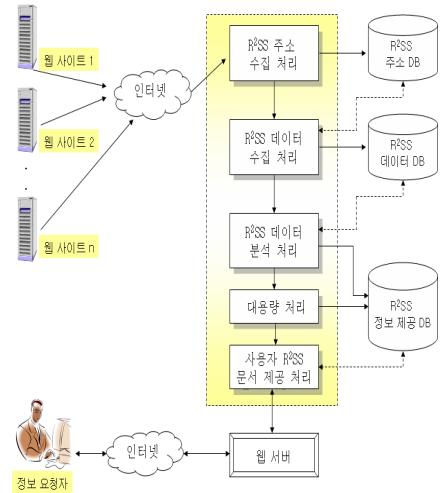 웹 사이트 1
웹 사이트 2
웹 사이트 n
인터넷
R²SS 주소
수집 처리
R²SS
주소 DB
R²SS 데이터
수집 처리
R²SS
데이터 DB
R²SS 데이터
분석 처리
대용량 처리
R²SS
정보 제공 DB
사용자 R²SS
문서 제공 처리
정보 요청자
인터넷
웹 서버